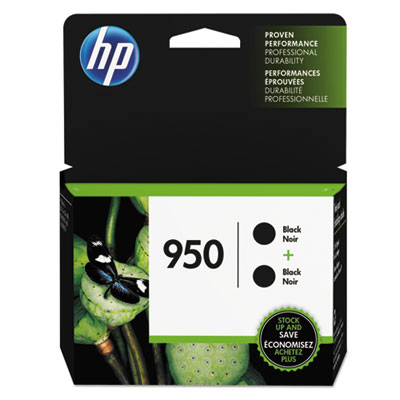 hp
PROVEN
PERFORMANCE
PROFESSIONAL
DURABILITY
PERFORMANCES
ÉPROUVÉES
DURABILITÉ
PROFESSIONNELLE
950
Black
Noir
+
Black
Noir
STOCK
UP AND
SAVE
ÉCONOMISEZ
ACHETEZ
PLUS